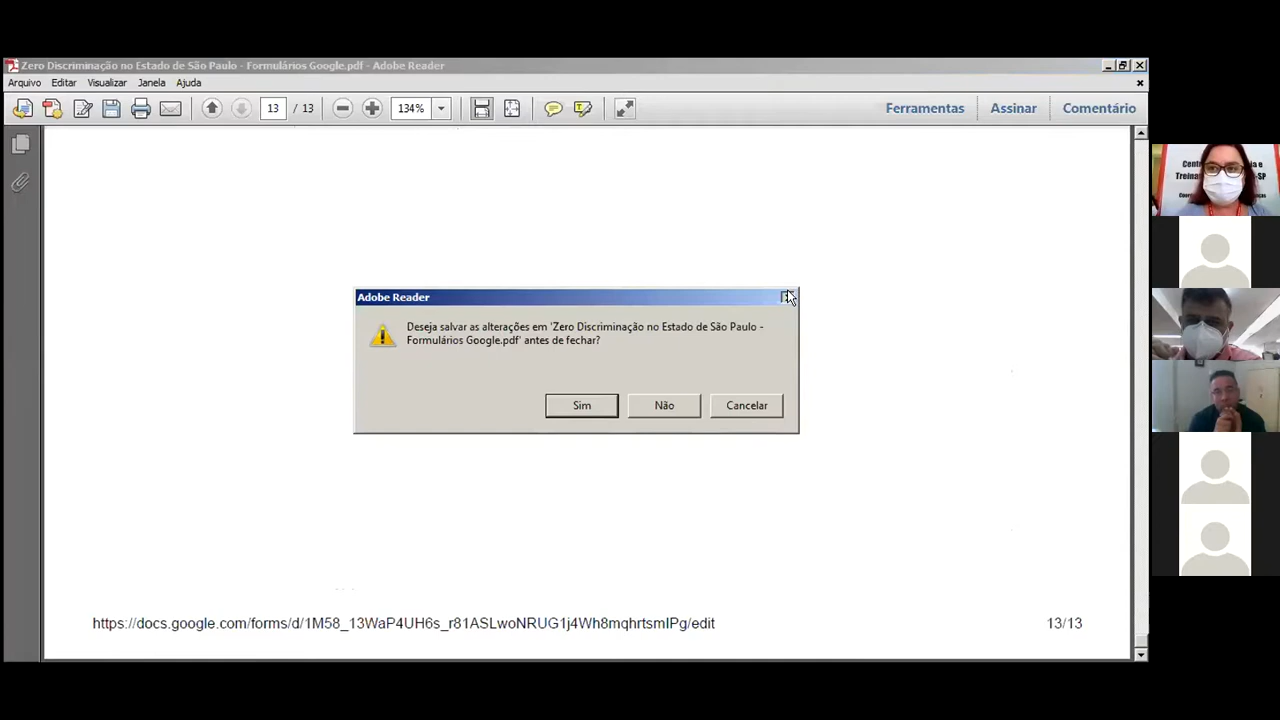 Zero Discriminação no Estado de São Paulo - Formulários Google.pdf - Adobe Reader
Arquivo Editar Visualizar Janela Ajuda
13 / 13 134% Ferramentas Assinar Comentário
Adobe Reader
Deseja salvar as alterações em 'Zero Discriminação no Estado de São Paulo -
Formulários Google.pdf' antes de fechar?
Sim Não Cancelar
https://docs.google.com/forms/d/1M58_13WaP4UH6s_r81ASLwoNRUG1j4Wh8mqhrtsmlPg/edit 13/13